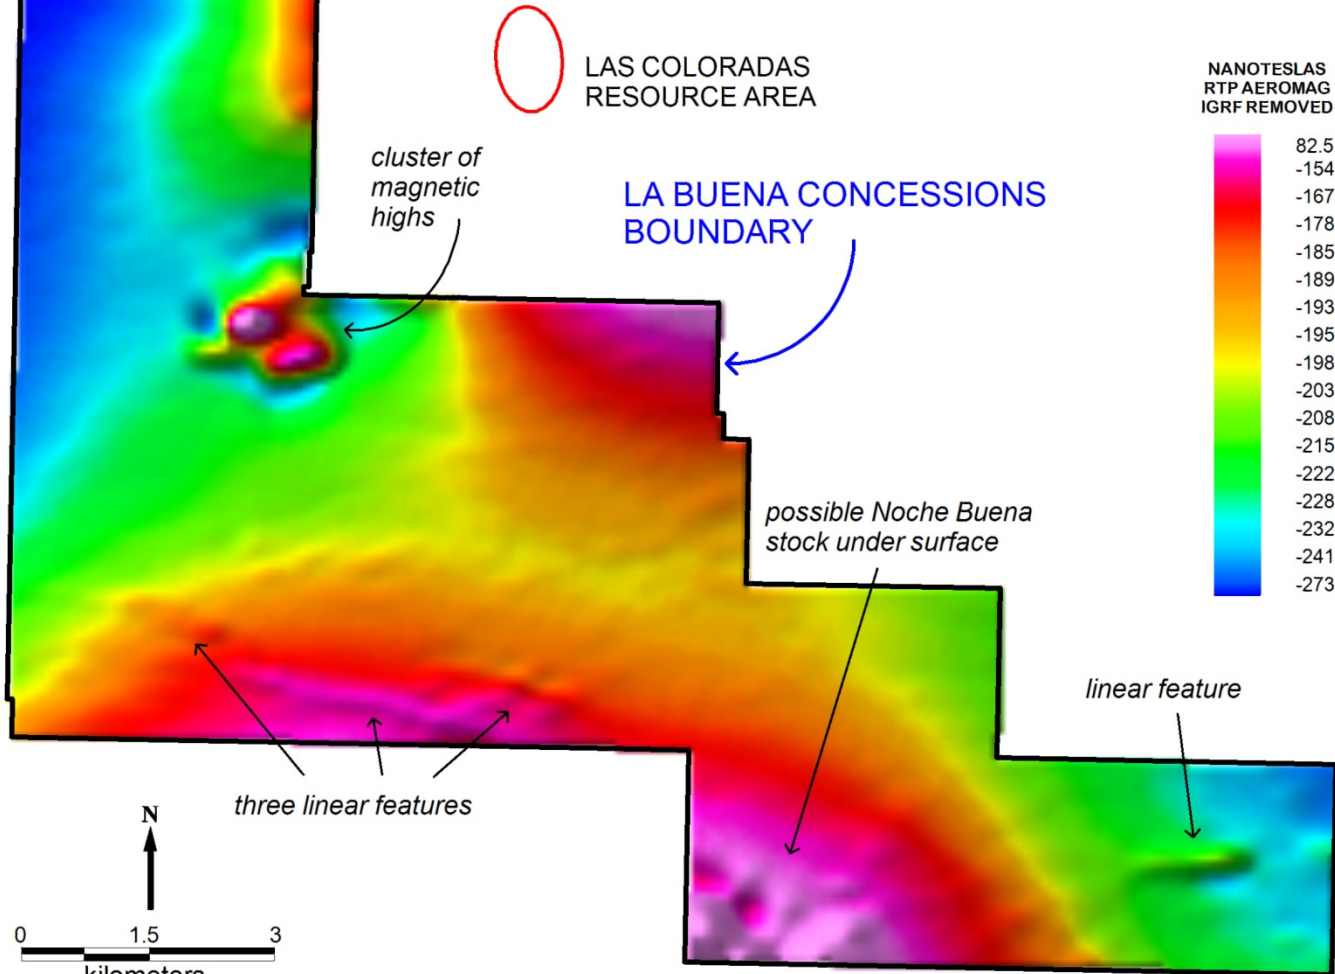 LAS COLORADAS
RESOURCE AREA
NANOTESLAS
RTP AEROMAG
IGRF REMOVED
82.5
-154
-167
-178
-185
-189
-193
-195
-198
-203
-208
-215
-222
-228
-232
-241
-273
cluster of
magnetic
highs
LA BUENA CONCESSIONS
BOUNDARY
possible Noche Buena
stock under surface
linear feature
three linear features
N
0 1.5 3
kilometers